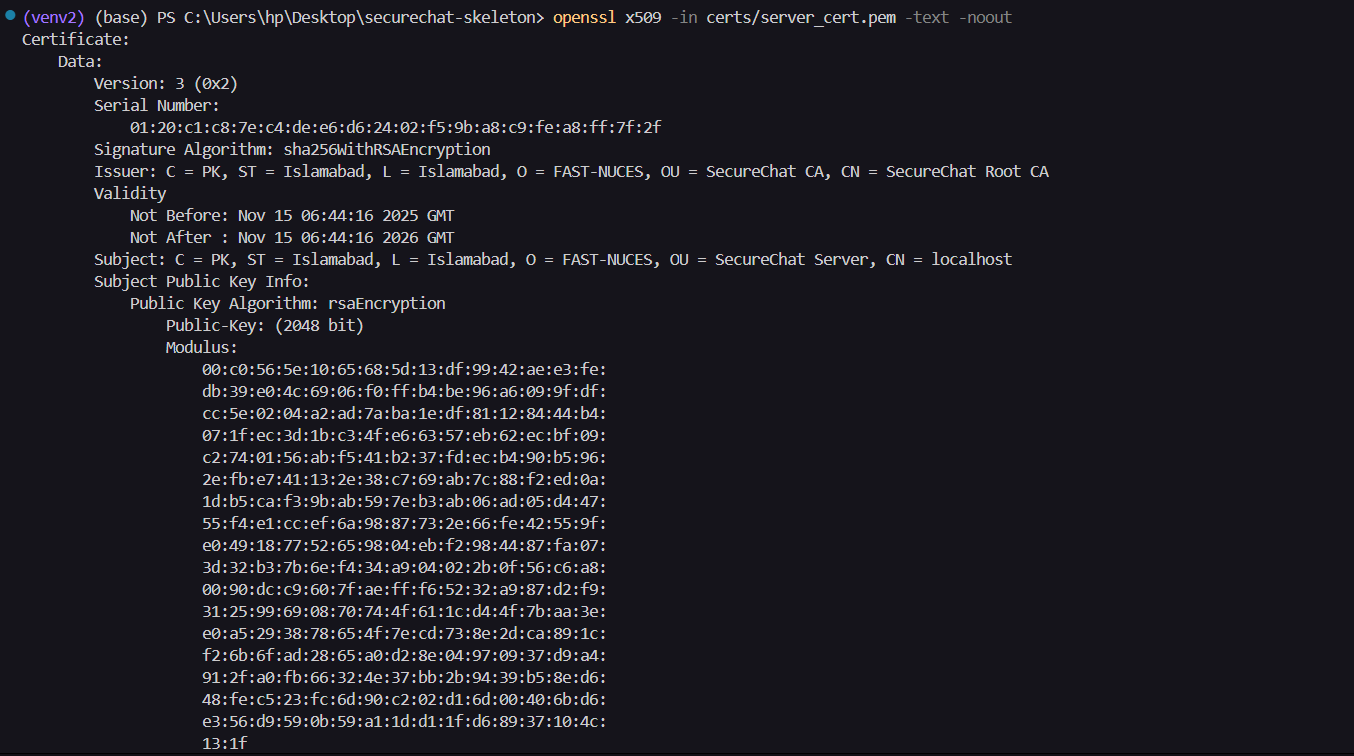 (venv2) (base) PS C:\Users\hp\Desktop\securechat-skeleton> openssl x509 -in certs/server_cert.pem -text -noout
Certificate:
    Data:
        Version: 3 (0x2)
        Serial Number:
            01:20:c1:c8:7e:c4:de:e6:d6:24:02:f5:9b:a8:c9:fe:a8:ff:7f:2f
        Signature Algorithm: sha256WithRSAEncryption
        Issuer: C = PK, ST = Islamabad, L = Islamabad, O = FAST-NUCES, OU = SecureChat CA, CN = SecureChat Root CA
        Validity
            Not Before: Nov 15 06:44:16 2025 GMT
            Not After : Nov 15 06:44:16 2026 GMT
        Subject: C = PK, ST = Islamabad, L = Islamabad, O = FAST-NUCES, OU = SecureChat Server, CN = localhost
        Subject Public Key Info:
            Public Key Algorithm: rsaEncryption
                Public-Key: (2048 bit)
                Modulus:
                    00:c0:56:5e:10:65:68:5d:13:df:99:42:ae:e3:fe:
                    db:39:e0:4c:69:06:f0:ff:b4:be:96:a6:09:9f:df:
                    cc:5e:02:04:a2:ad:7a:ba:1e:df:81:12:84:44:b4:
                    07:1f:ec:3d:1b:c3:4f:e6:63:57:eb:62:ec:bf:09:
                    c2:74:01:56:ab:f5:41:b2:37:fd:ec:b4:90:b5:96:
                    2e:fb:e7:41:13:2e:38:c7:69:ab:7c:88:f2:ed:0a:
                    1d:b5:ca:f3:9b:ab:59:7e:b3:ab:06:ad:05:d4:47:
                    55:f4:e1:cc:ef:6a:98:87:73:2e:66:fe:42:55:9f:
                    e0:49:18:77:52:65:98:04:eb:f2:98:44:87:fa:07:
                    3d:32:b3:7b:6e:f4:34:a9:04:02:2b:0f:56:c6:a8:
                    00:90:dc:c9:60:7f:ae:ff:f6:52:32:a9:87:d2:f9:
                    31:25:99:69:08:70:74:4f:61:1c:d4:4f:7b:aa:3e:
                    e0:a5:29:38:78:65:4f:7e:cd:73:8e:2d:ca:89:1c:
                    f2:6b:6f:ad:28:65:a0:d2:8e:04:97:09:37:d9:a4:
                    91:2f:a0:fb:66:32:4e:37:bb:2b:94:39:b5:8e:d6:
                    48:fe:c5:23:fc:6d:90:c2:02:d1:6d:00:40:6b:d6:
                    e3:56:d9:59:0b:59:a1:1d:d1:1f:d6:89:37:10:4c:
                    13:1f